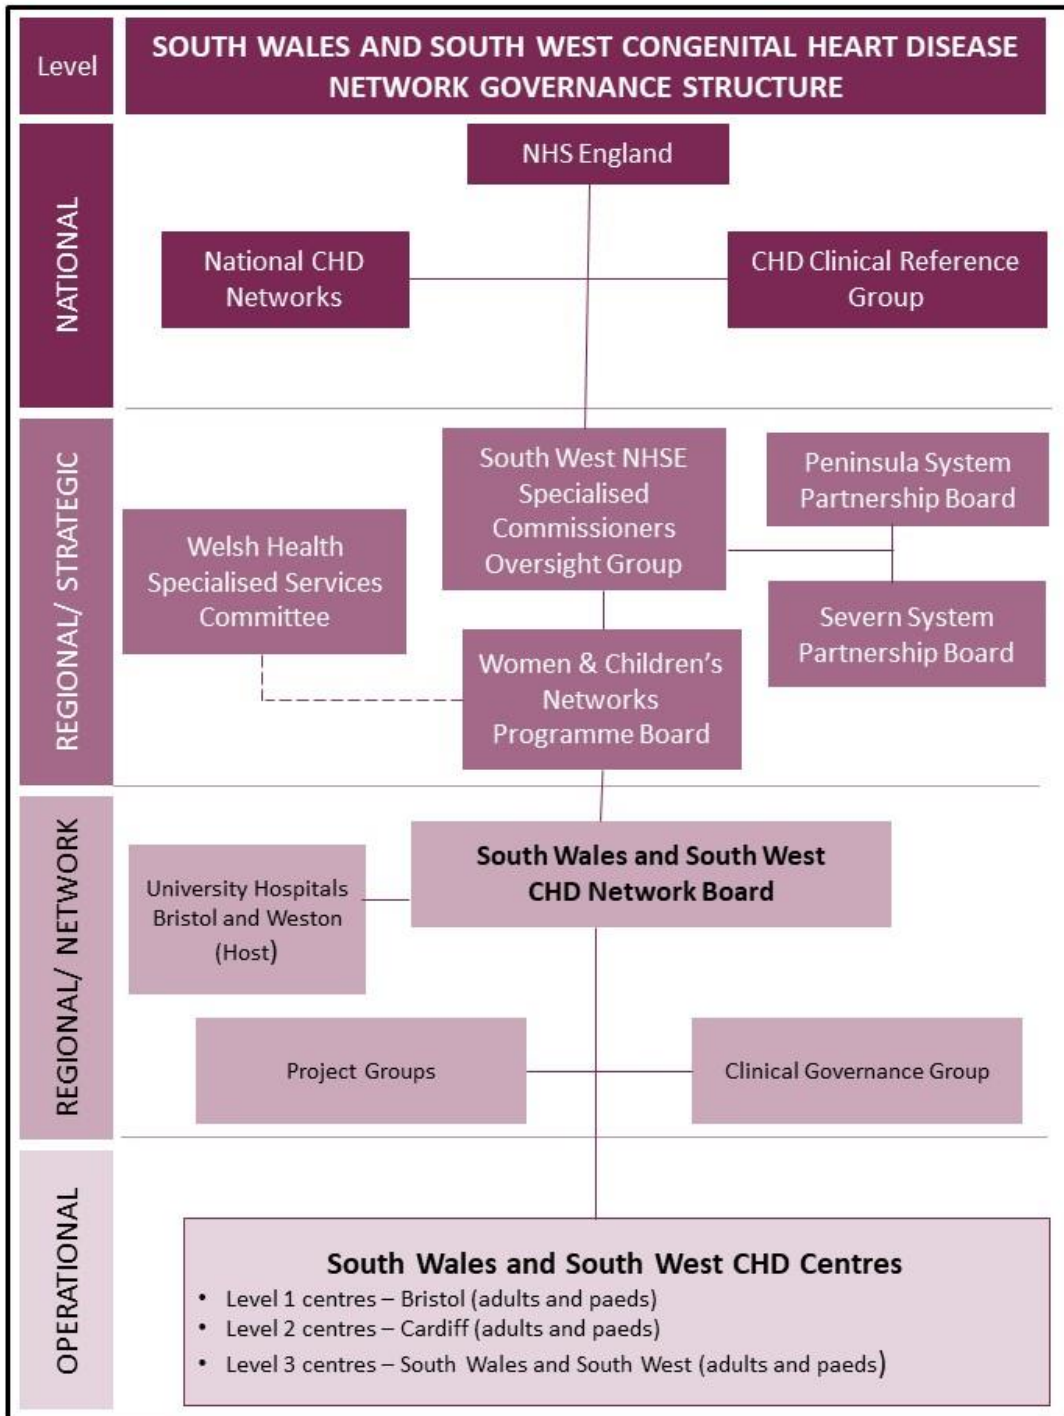 Level
SOUTH WALES AND SOUTH WEST CONGENITAL HEART DISEASE
NETWORK GOVERNANCE STRUCTURE
NATIONAL
NHS England
National CHD
Networks
CHD Clinical Reference
Group
REGIONAL/ STRATEGIC
South West NHSE
Specialised
Commissioners
Oversight Group
Peninsula System
Partnership Board
Welsh Health
Specialised Services
Committee
Severn System
Partnership Board
Women & Children's
Networks
Programme Board
REGIONAL/ NETWORK
South Wales and South West
CHD Network Board
University Hospitals
Bristol and Weston
(Host)
Project Groups
Clinical Governance Group
OPERATIONAL
South Wales and South West CHD Centres
• Level 1 centres – Bristol (adults and paeds)
• Level 2 centres – Cardiff (adults and paeds)
• Level 3 centres – South Wales and South West (adults and paeds)